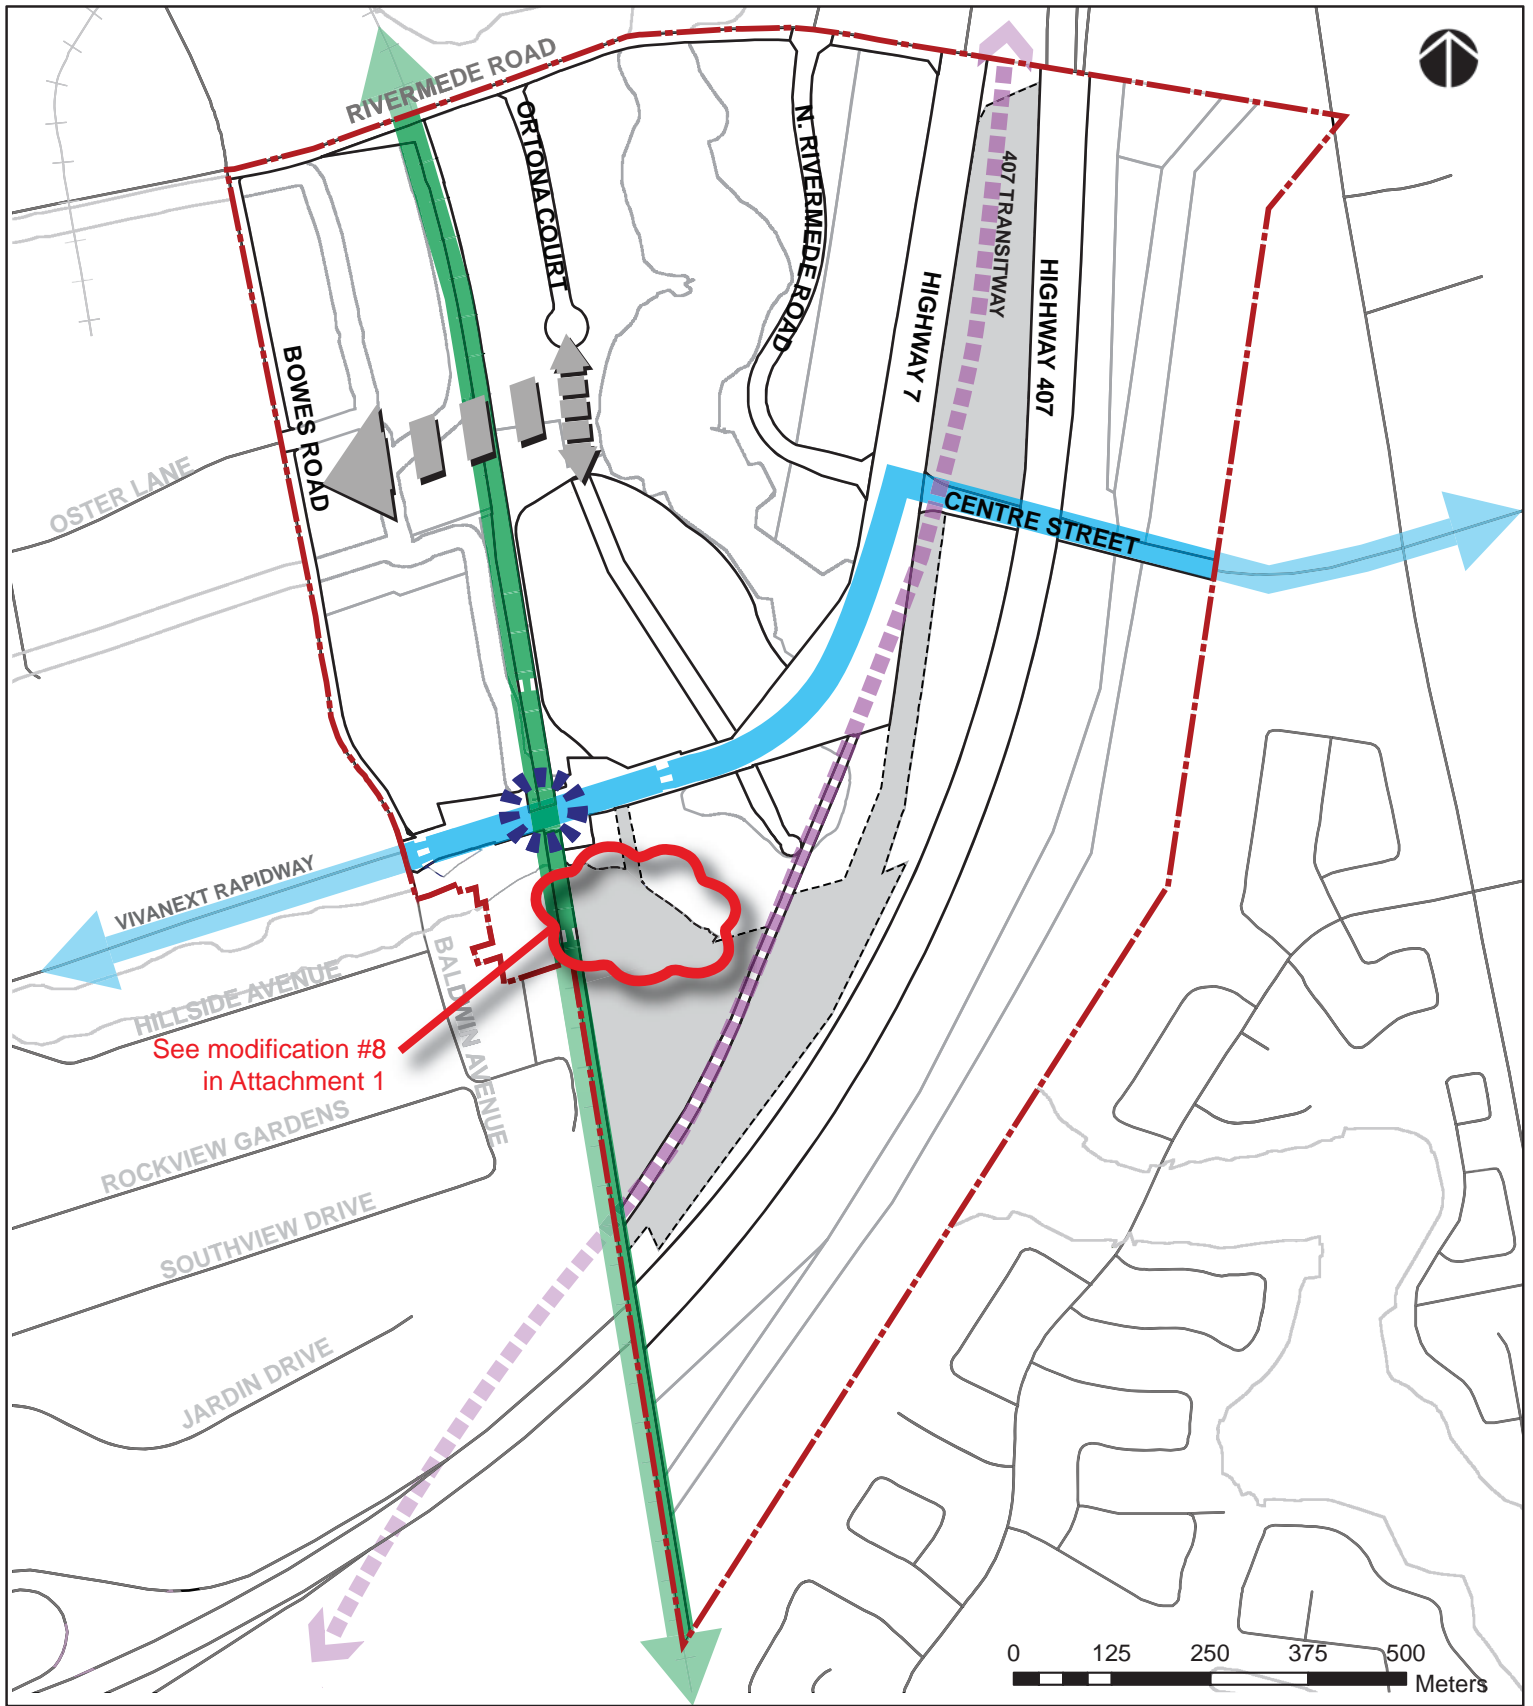 RIVERMEDE ROAD
ORTONA COURT
N. RIVERMEDE ROAD
407 TRANSITWAY
HIGHWAY 7
HIGHWAY 407
BOWES ROAD
OSTER LANE
CENTRE STREET
VIVANEXT RAPIDWAY
HILLSIDE AVENUE
BALDWIN AVENUE
See modification #8
in Attachment 1
ROCKVIEW GARDENS
SOUTHVIEW DRIVE
JARDIN DRIVE
0 125 250 375 500
Meters